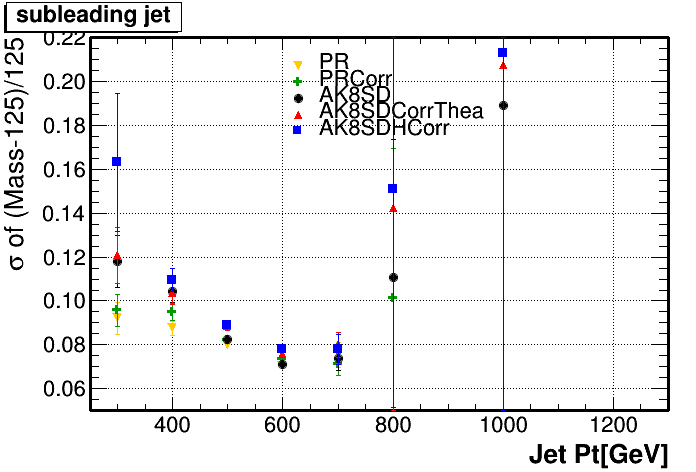 subleading jet
σ of (Mass-125)/125
0.22
0.20
0.18
0.16
0.14
0.12
0.10
0.08
0.06
PR
PRCorr
AK8SD
AK8SDCorrThea
AK8SDHCorr
400
600
800
1000
1200
Jet Pt[GeV]